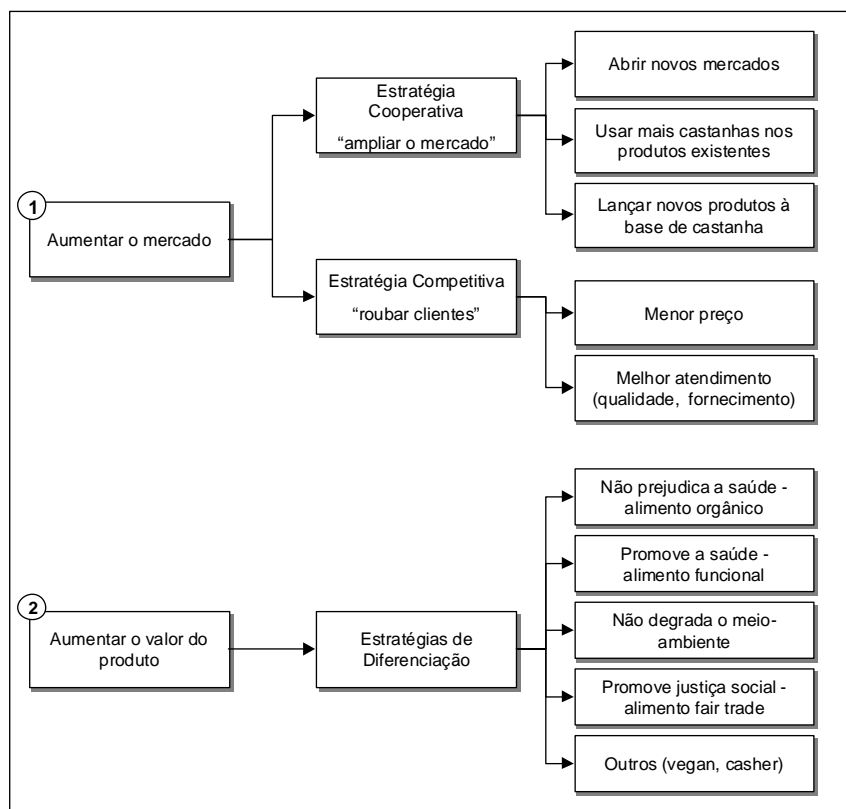 1
Aumentar o mercado
Estratégia
Cooperativa
“ampliar o mercado”
Abrir novos mercados
Usar mais castanhas nos
produtos existentes
Lançar novos produtos à
base de castanha
Estratégia Competitiva
“roubar clientes”
Menor preço
Melhor atendimento
(qualidade, fornecimento)
2
Aumentar o valor do
produto
Estratégias de
Diferenciação
Não prejudica a saúde -
alimento orgânico
Promove a saúde -
alimento funcional
Não degrada o meio-
ambiente
Promove justiça social -
alimento fair trade
Outros (vegan, casher)